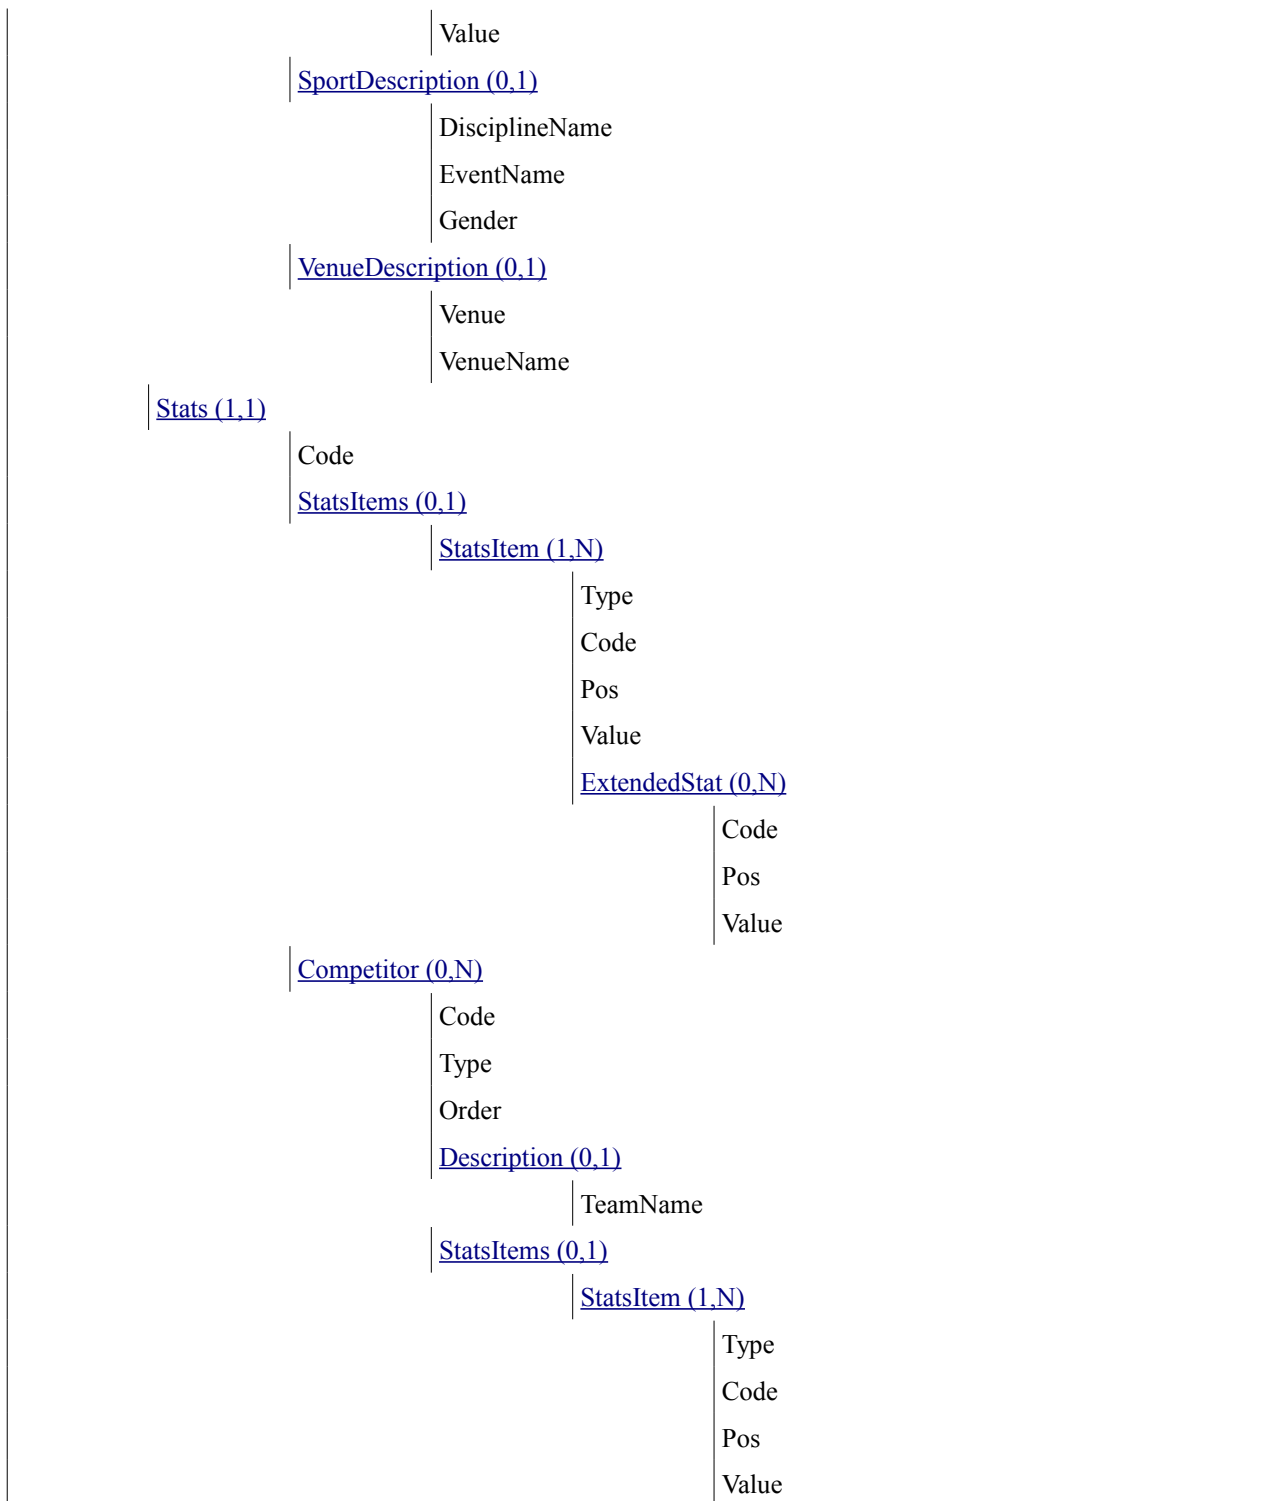 Value
SportDescription (0,1)
DisciplineName
EventName
Gender
VenueDescription (0,1)
Venue
VenueName
Stats (1,1)
Code
StatsItems (0,1)
StatsItem (1,N)
Type
Code
Pos
Value
ExtendedStat (0,N)
Code
Pos
Value
Competitor (0,N)
Code
Type
Order
Description (0,1)
TeamName
StatsItems (0,1)
StatsItem (1,N)
Type
Code
Pos
Value